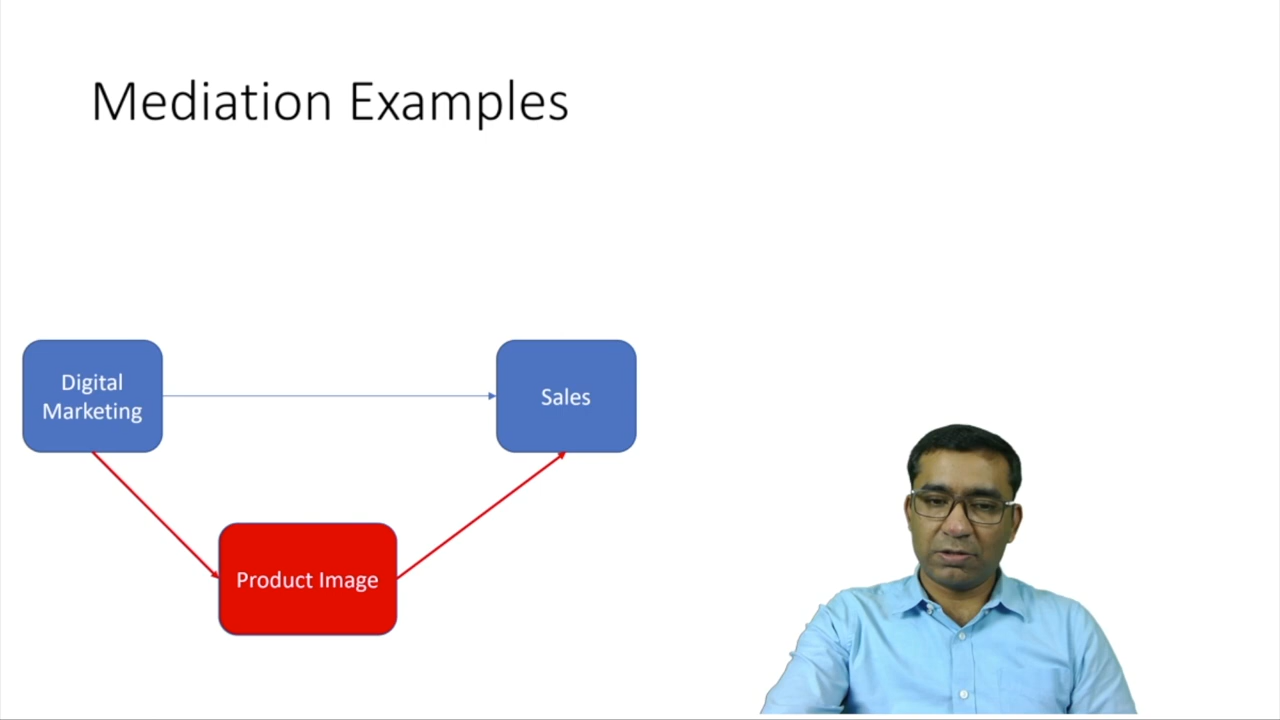 Mediation Examples
Digital
Marketing
Sales
Product Image